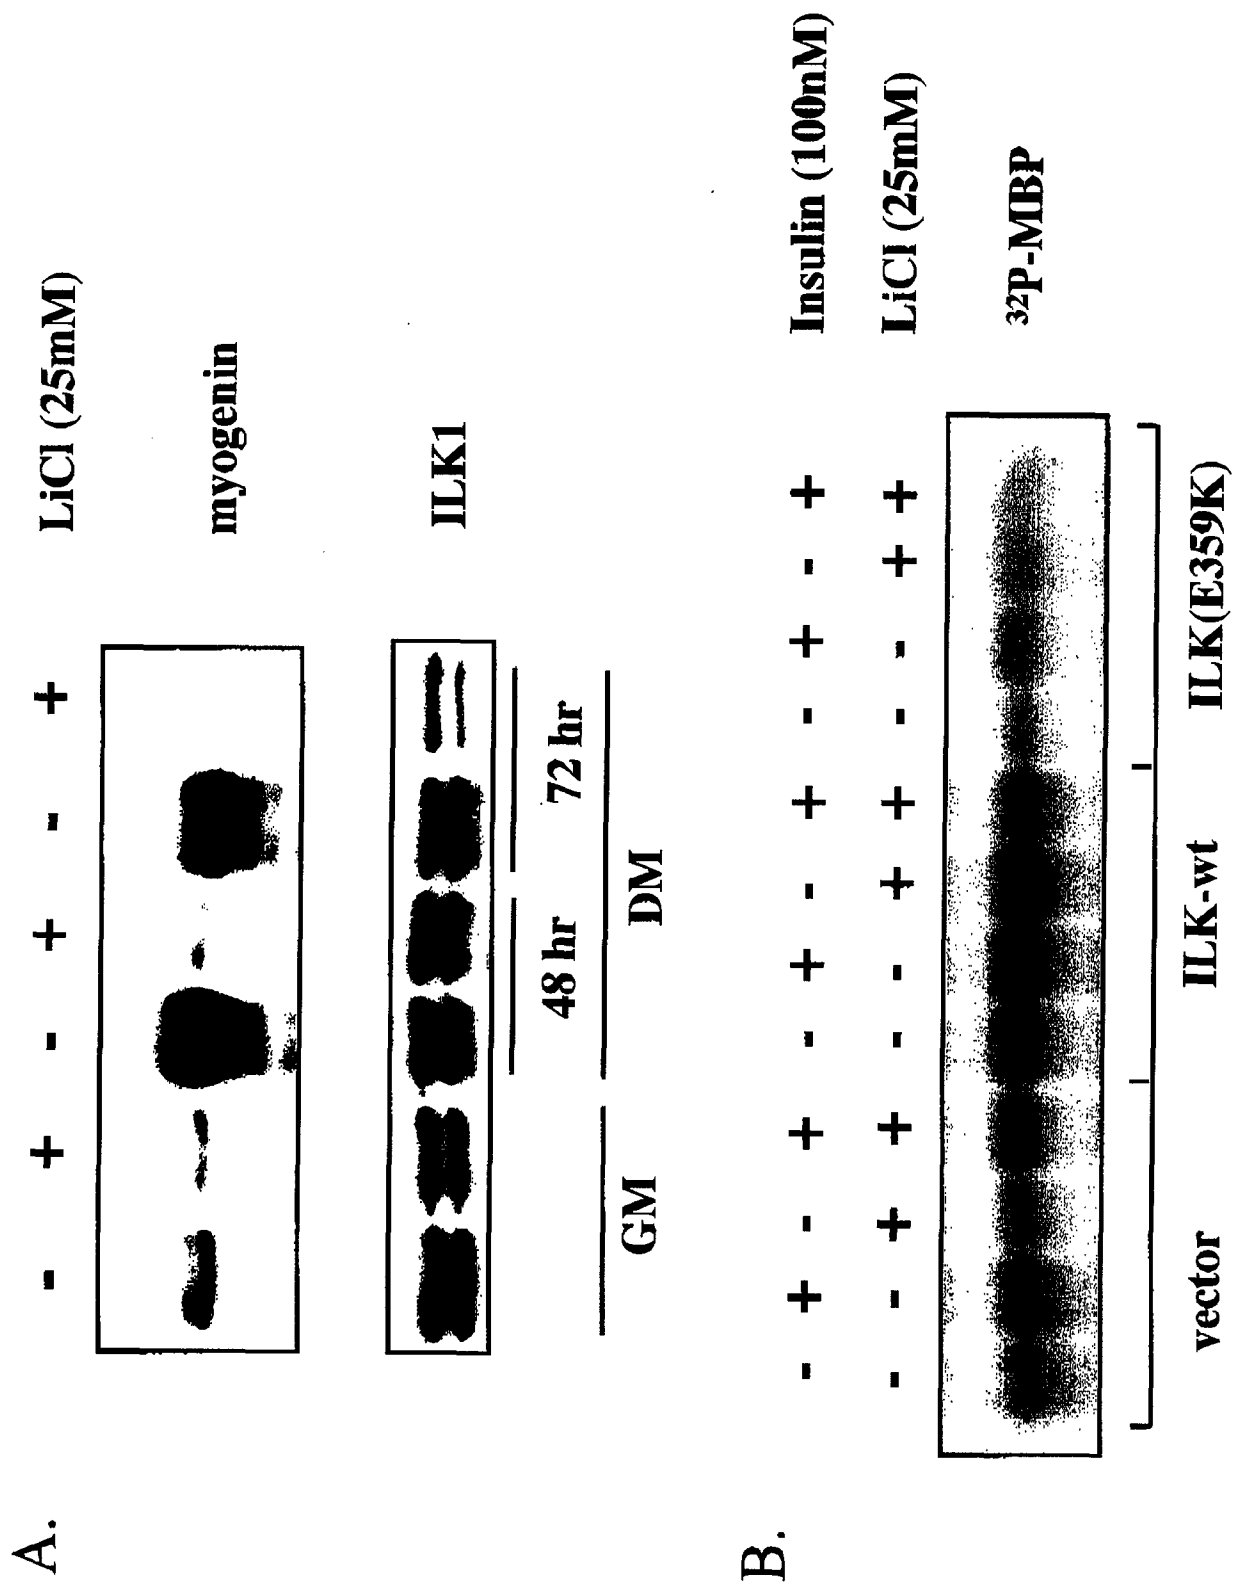 A.
- + - + - + LiCl (25mM)
myogenin
ILK1
48 hr 72 hr
GM DM
B.
- + - + - + - + - + - + Insulin (100nM)
- - + + - - + + - - + + LiCl (25mM)
³²P-MBP
vector ILK-wt ILK(E359K)